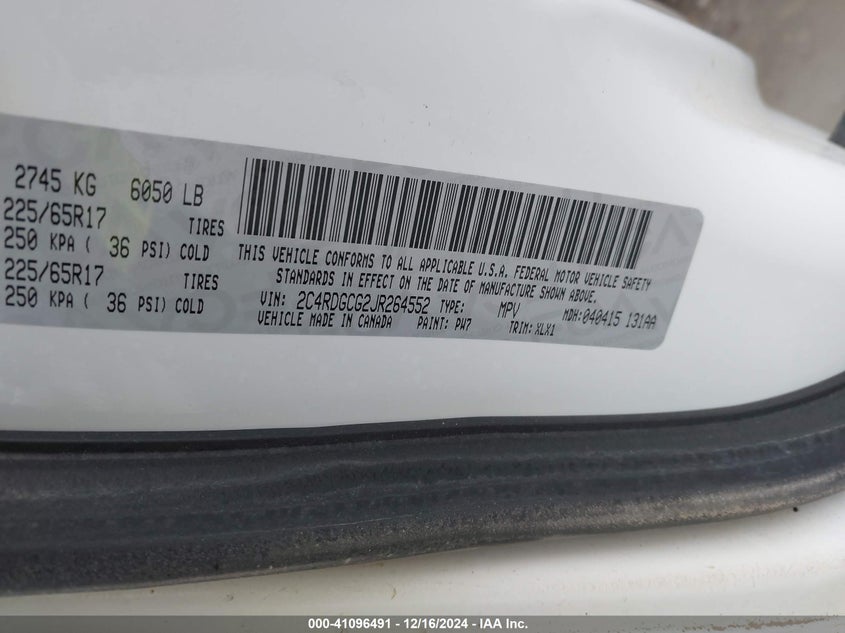 2745 KG 6050 LB
225/65R17 TIRES
250 KPA ( 36 PSI) COLD
225/65R17 TIRES
250 KPA ( 36 PSI) COLD
THIS VEHICLE CONFORMS TO ALL APPLICABLE U.S.A. FEDERAL MOTOR VEHICLE SAFETY
STANDARDS IN EFFECT ON THE DATE OF MANUFACTURE SHOWN ABOVE.
VIN: 2C4RDGCG2JR264552 TYPE: MPV MDH:040415 131AA
VEHICLE MADE IN CANADA PAINT: PW7 TRIM: XLX1
000-41096491 - 12/16/2024 - IAA Inc.